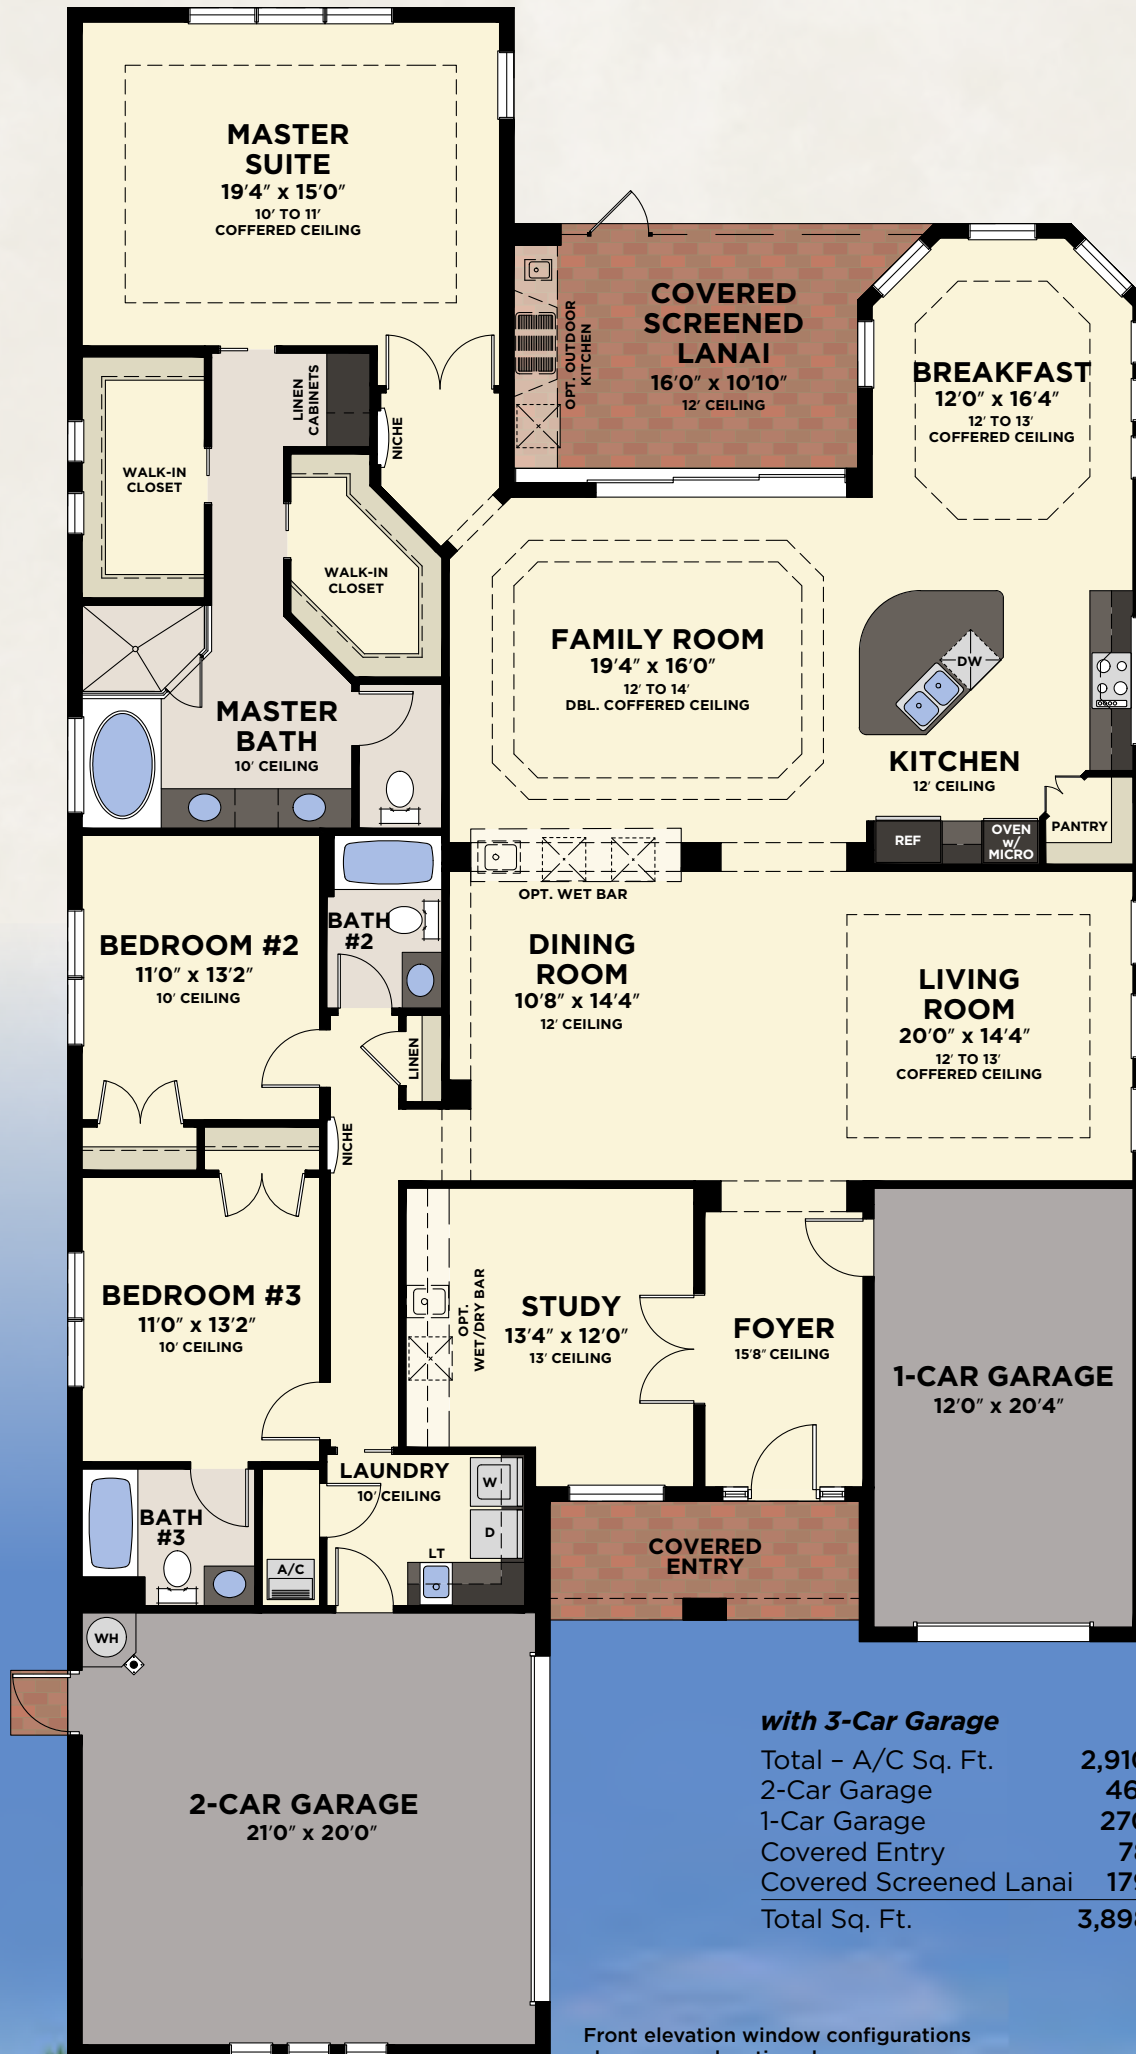 MASTER
SUITE
19'4" x 15'0"
10' TO 11'
COFFERED CEILING
COVERED
SCREENED
LANAI
16'0" x 10'10"
12' CEILING
OPT. OUTDOOR
KITCHEN
BREAKFAST
12'0" x 16'4"
12' TO 13'
COFFERED CEILING
LINEN
CABINETS
NICHE
WALK-IN
CLOSET
WALK-IN
CLOSET
FAMILY ROOM
19'4" x 16'0"
12' TO 14'
DBL. COFFERED CEILING
DW
MASTER
BATH
10' CEILING
KITCHEN
12' CEILING
PANTRY
REF
OVEN
w/
MICRO
OPT. WET BAR
BEDROOM #2
11'0" x 13'2"
10' CEILING
BATH
#2
DINING
ROOM
10'8" x 14'4"
12' CEILING
LIVING
ROOM
20'0" x 14'4"
12' TO 13'
COFFERED CEILING
LINEN
NICHE
BEDROOM #3
11'0" x 13'2"
10' CEILING
OPT.
WET/DRY BAR
STUDY
13'4" x 12'0"
13' CEILING
FOYER
15'8" CEILING
1-CAR GARAGE
12'0" x 20'4"
LAUNDRY
10' CEILING
W
D
LT
A/C
BATH
#3
COVERED
ENTRY
WH
2-CAR GARAGE
21'0" x 20'0"
with 3-Car Garage
Total – A/C Sq. Ft. 2,910
2-Car Garage 46
1-Car Garage 270
Covered Entry 78
Covered Screened Lanai 179
Total Sq. Ft. 3,898
Front elevation window configurations